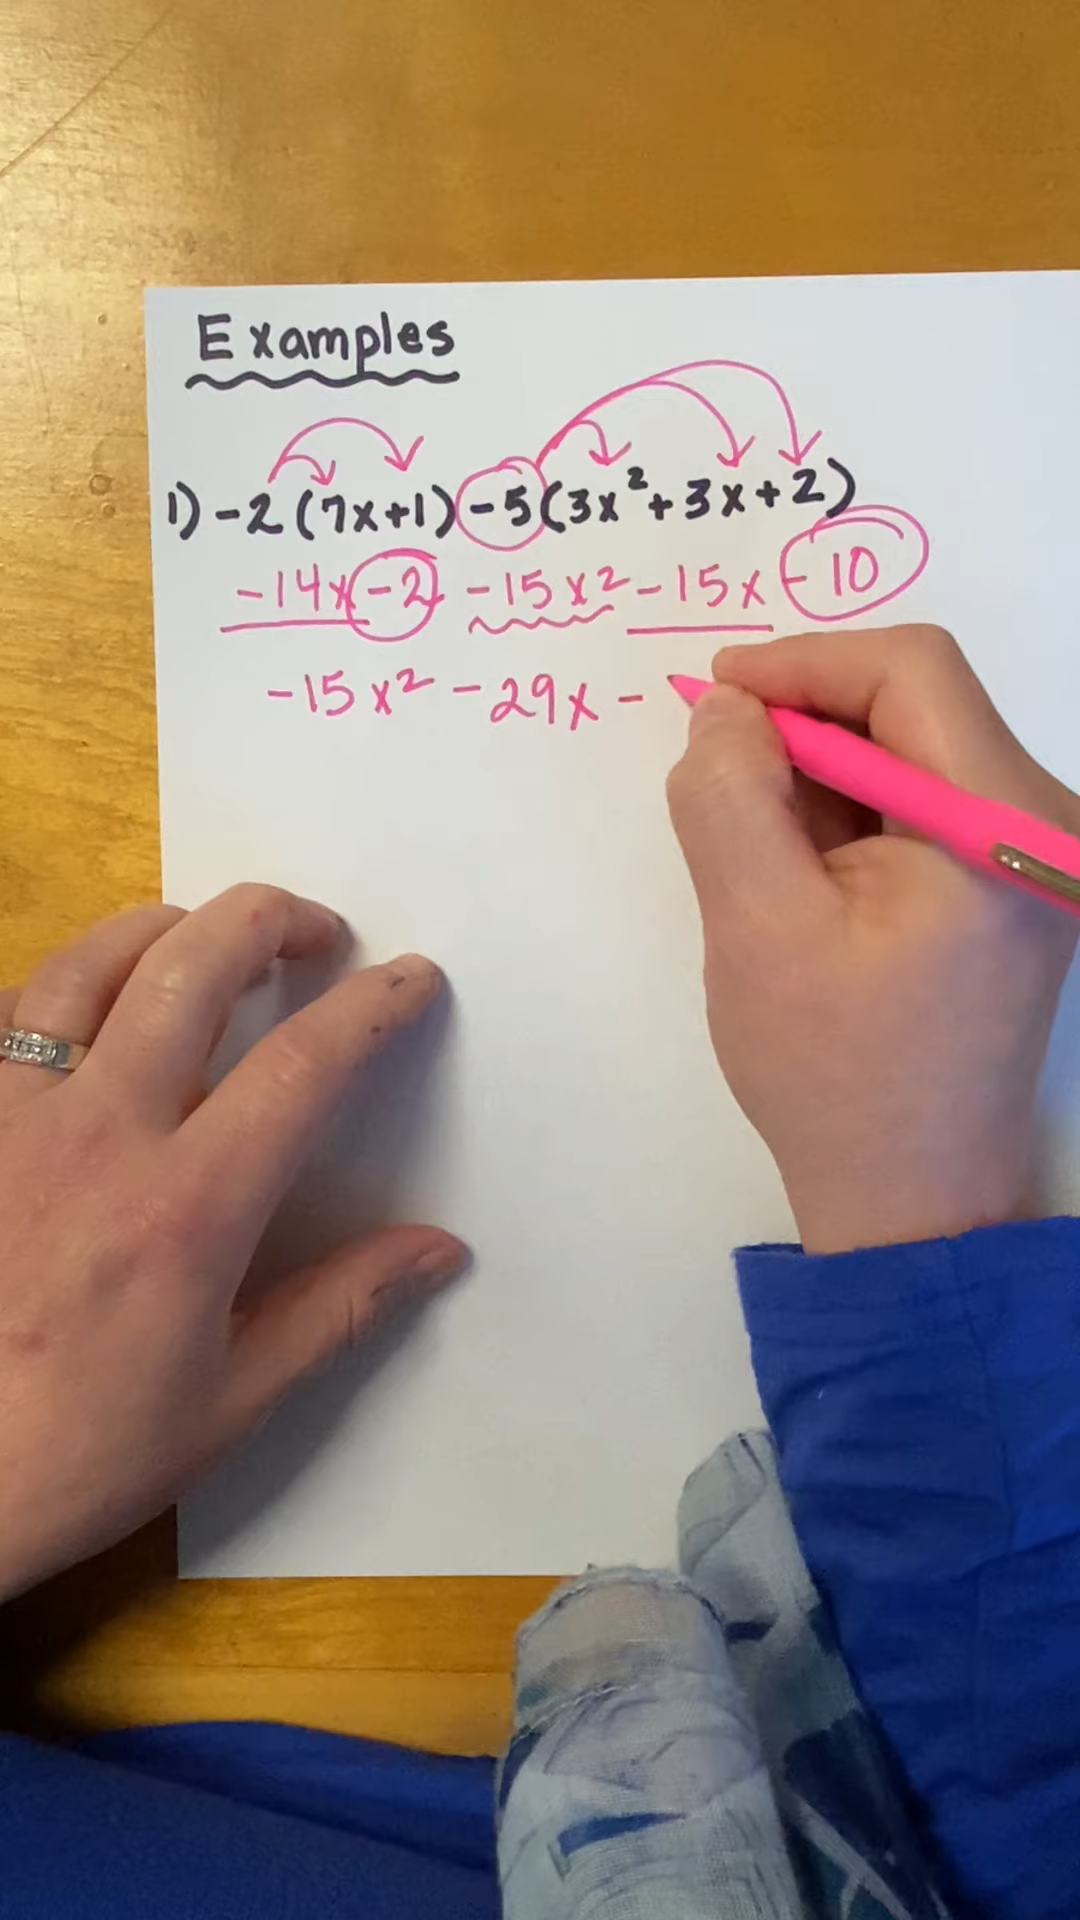 Examples
1) -2(7x+1) -5(3x²+3x+2)
-14x -2 -15x² -15x -10
-15x² -29x -